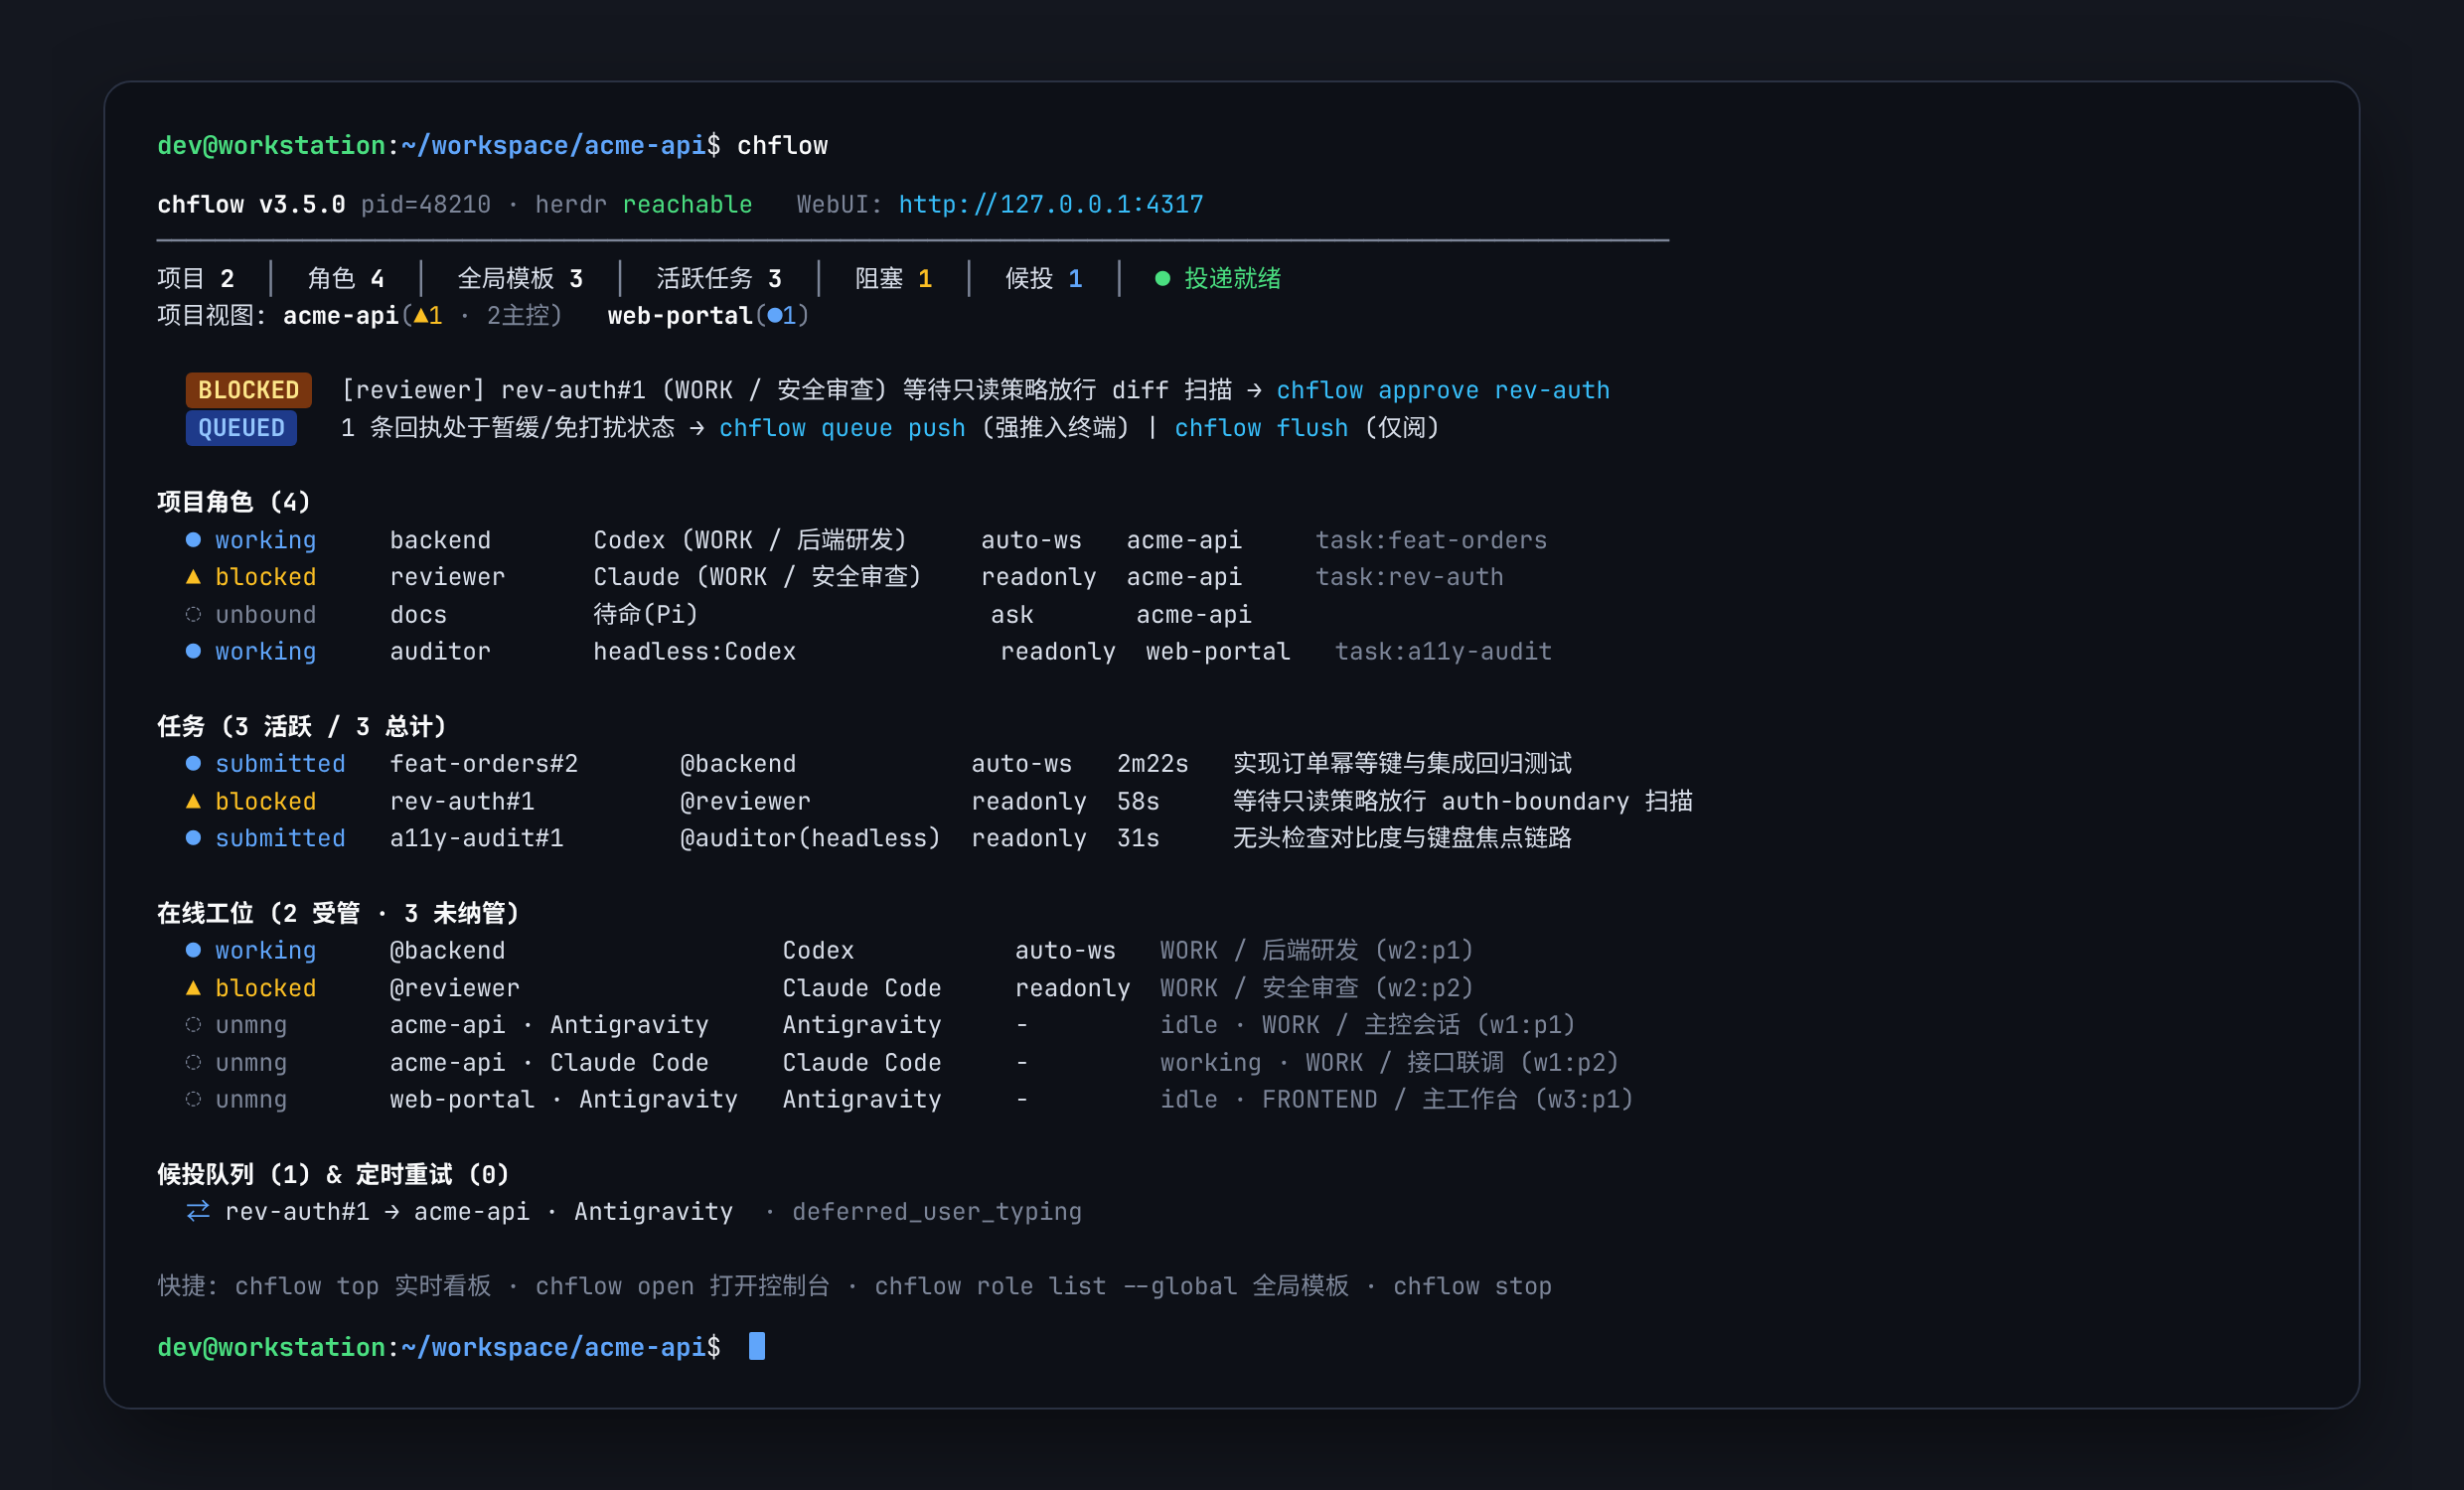 dev@workstation:~/workspace/acme-api$ chflow
chflow v3.5.0 pid=48210 · herdr reachable   WebUI: http://127.0.0.1:4317
项目 2 │ 角色 4 │ 全局模板 3 │ 活跃任务 3 │ 阻塞 1 │ 候投 1 │ ● 投递就绪
项目视图: acme-api(▲1 · 2主控)   web-portal(●1)
BLOCKED [reviewer] rev-auth#1 (WORK / 安全审查) 等待只读策略放行 diff 扫描 → chflow approve rev-auth
QUEUED 1 条回执处于暂缓/免打扰状态 → chflow queue push (强推入终端) | chflow flush (仅阅)
项目角色 (4)
● working backend Codex (WORK / 后端研发) auto-ws acme-api task:feat-orders
▲ blocked reviewer Claude (WORK / 安全审查) readonly acme-api task:rev-auth
◌ unbound docs 待命(Pi) ask acme-api
● working auditor headless:Codex readonly web-portal task:a11y-audit
任务 (3 活跃 / 3 总计)
● submitted feat-orders#2 @backend auto-ws 2m22s 实现订单幂等键与集成回归测试
▲ blocked rev-auth#1 @reviewer readonly 58s 等待只读策略放行 auth-boundary 扫描
● submitted a11y-audit#1 @auditor(headless) readonly 31s 无头检查对比度与键盘焦点链路
在线工位 (2 受管 · 3 未纳管)
● working @backend Codex auto-ws WORK / 后端研发 (w2:p1)
▲ blocked @reviewer Claude Code readonly WORK / 安全审查 (w2:p2)
◌ unmng acme-api · Antigravity Antigravity - idle · WORK / 主控会话 (w1:p1)
◌ unmng acme-api · Claude Code Claude Code - working · WORK / 接口联调 (w1:p2)
◌ unmng web-portal · Antigravity Antigravity - idle · FRONTEND / 主工作台 (w3:p1)
候投队列 (1) & 定时重试 (0)
⇄ rev-auth#1 → acme-api · Antigravity · deferred_user_typing
快捷: chflow top 实时看板 · chflow open 打开控制台 · chflow role list --global 全局模板 · chflow stop
dev@workstation:~/workspace/acme-api$